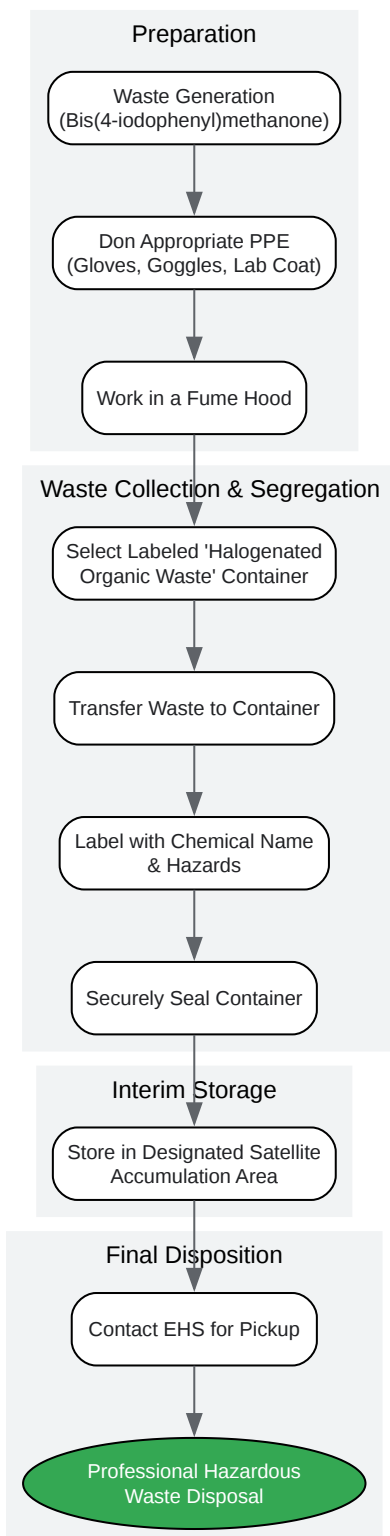 Preparation
Waste Generation
(Bis(4-iodophenyl)methanone)
Don Appropriate PPE
(Gloves, Goggles, Lab Coat)
Work in a Fume Hood
Waste Collection & Segregation
Select Labeled 'Halogenated
Organic Waste' Container
Transfer Waste to Container
Label with Chemical Name
& Hazards
Securely Seal Container
Interim Storage
Store in Designated Satellite
Accumulation Area
Final Disposition
Contact EHS for Pickup
Professional Hazardous
Waste Disposal